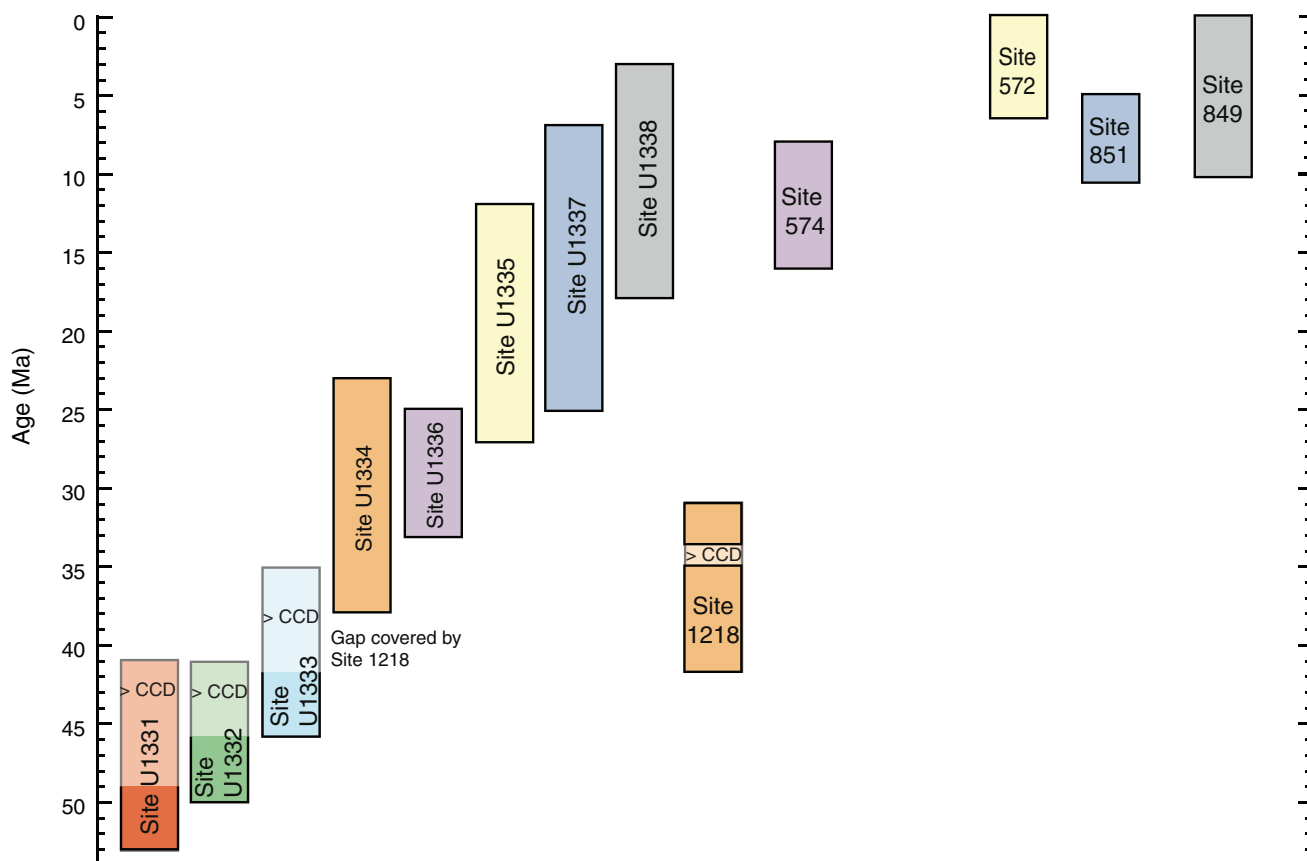 0
5
10
15
20
25
30
35
40
45
50
Age (Ma)
> CCD
Site U1331
> CCD
Site
U1332
> CCD
Site
U1333
Site U1334
Gap covered by
Site 1218
Site U1336
Site U1335
Site U1337
Site U1338
> CCD
Site
1218
Site
574
Site
572
Site
851
Site
849